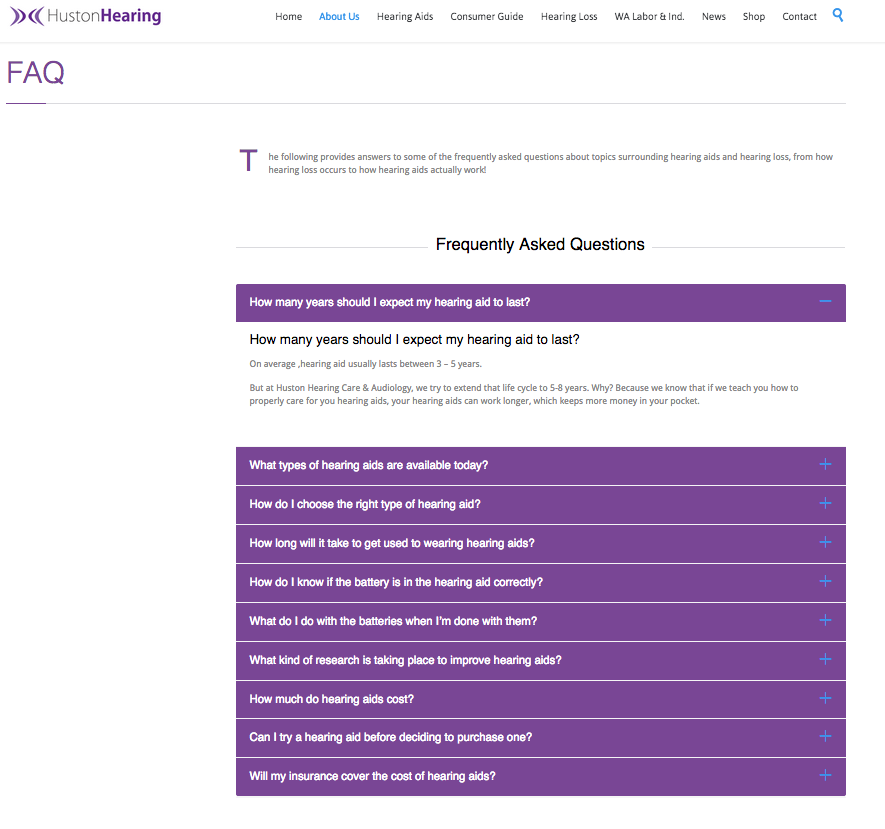 HustonHearing
Home About Us Hearing Aids Consumer Guide Hearing Loss WA Labor & Ind. News Shop Contact
FAQ
The following provides answers to some of the frequently asked questions about topics surrounding hearing aids and hearing loss, from how
hearing loss occurs to how hearing aids actually work!
Frequently Asked Questions
How many years should I expect my hearing aid to last?
How many years should I expect my hearing aid to last?
On average ,hearing aid usually lasts between 3 – 5 years.
But at Huston Hearing Care & Audiology, we try to extend that life cycle to 5-8 years. Why? Because we know that if we teach you how to
properly care for you hearing aids, your hearing aids can work longer, which keeps more money in your pocket.
What types of hearing aids are available today?
How do I choose the right type of hearing aid?
How long will it take to get used to wearing hearing aids?
How do I know if the battery is in the hearing aid correctly?
What do I do with the batteries when I'm done with them?
What kind of research is taking place to improve hearing aids?
How much do hearing aids cost?
Can I try a hearing aid before deciding to purchase one?
Will my insurance cover the cost of hearing aids?